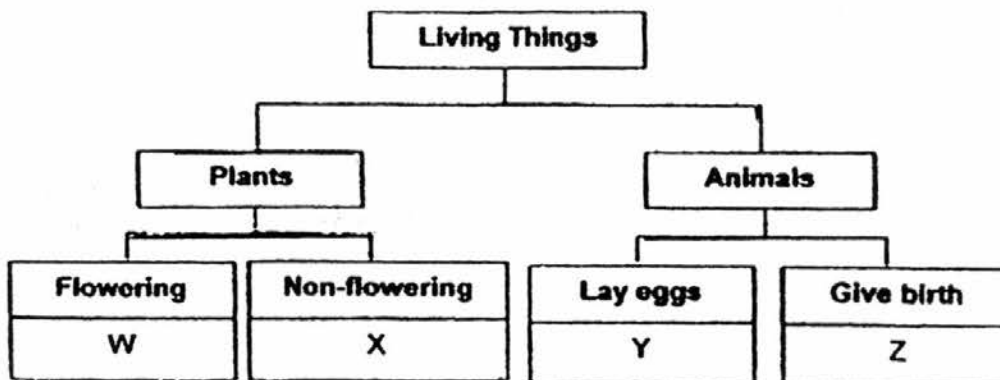 Living Things
Plants
Animals
Flowering
Non-flowering
Lay eggs
Give birth
W
X
Y
Z